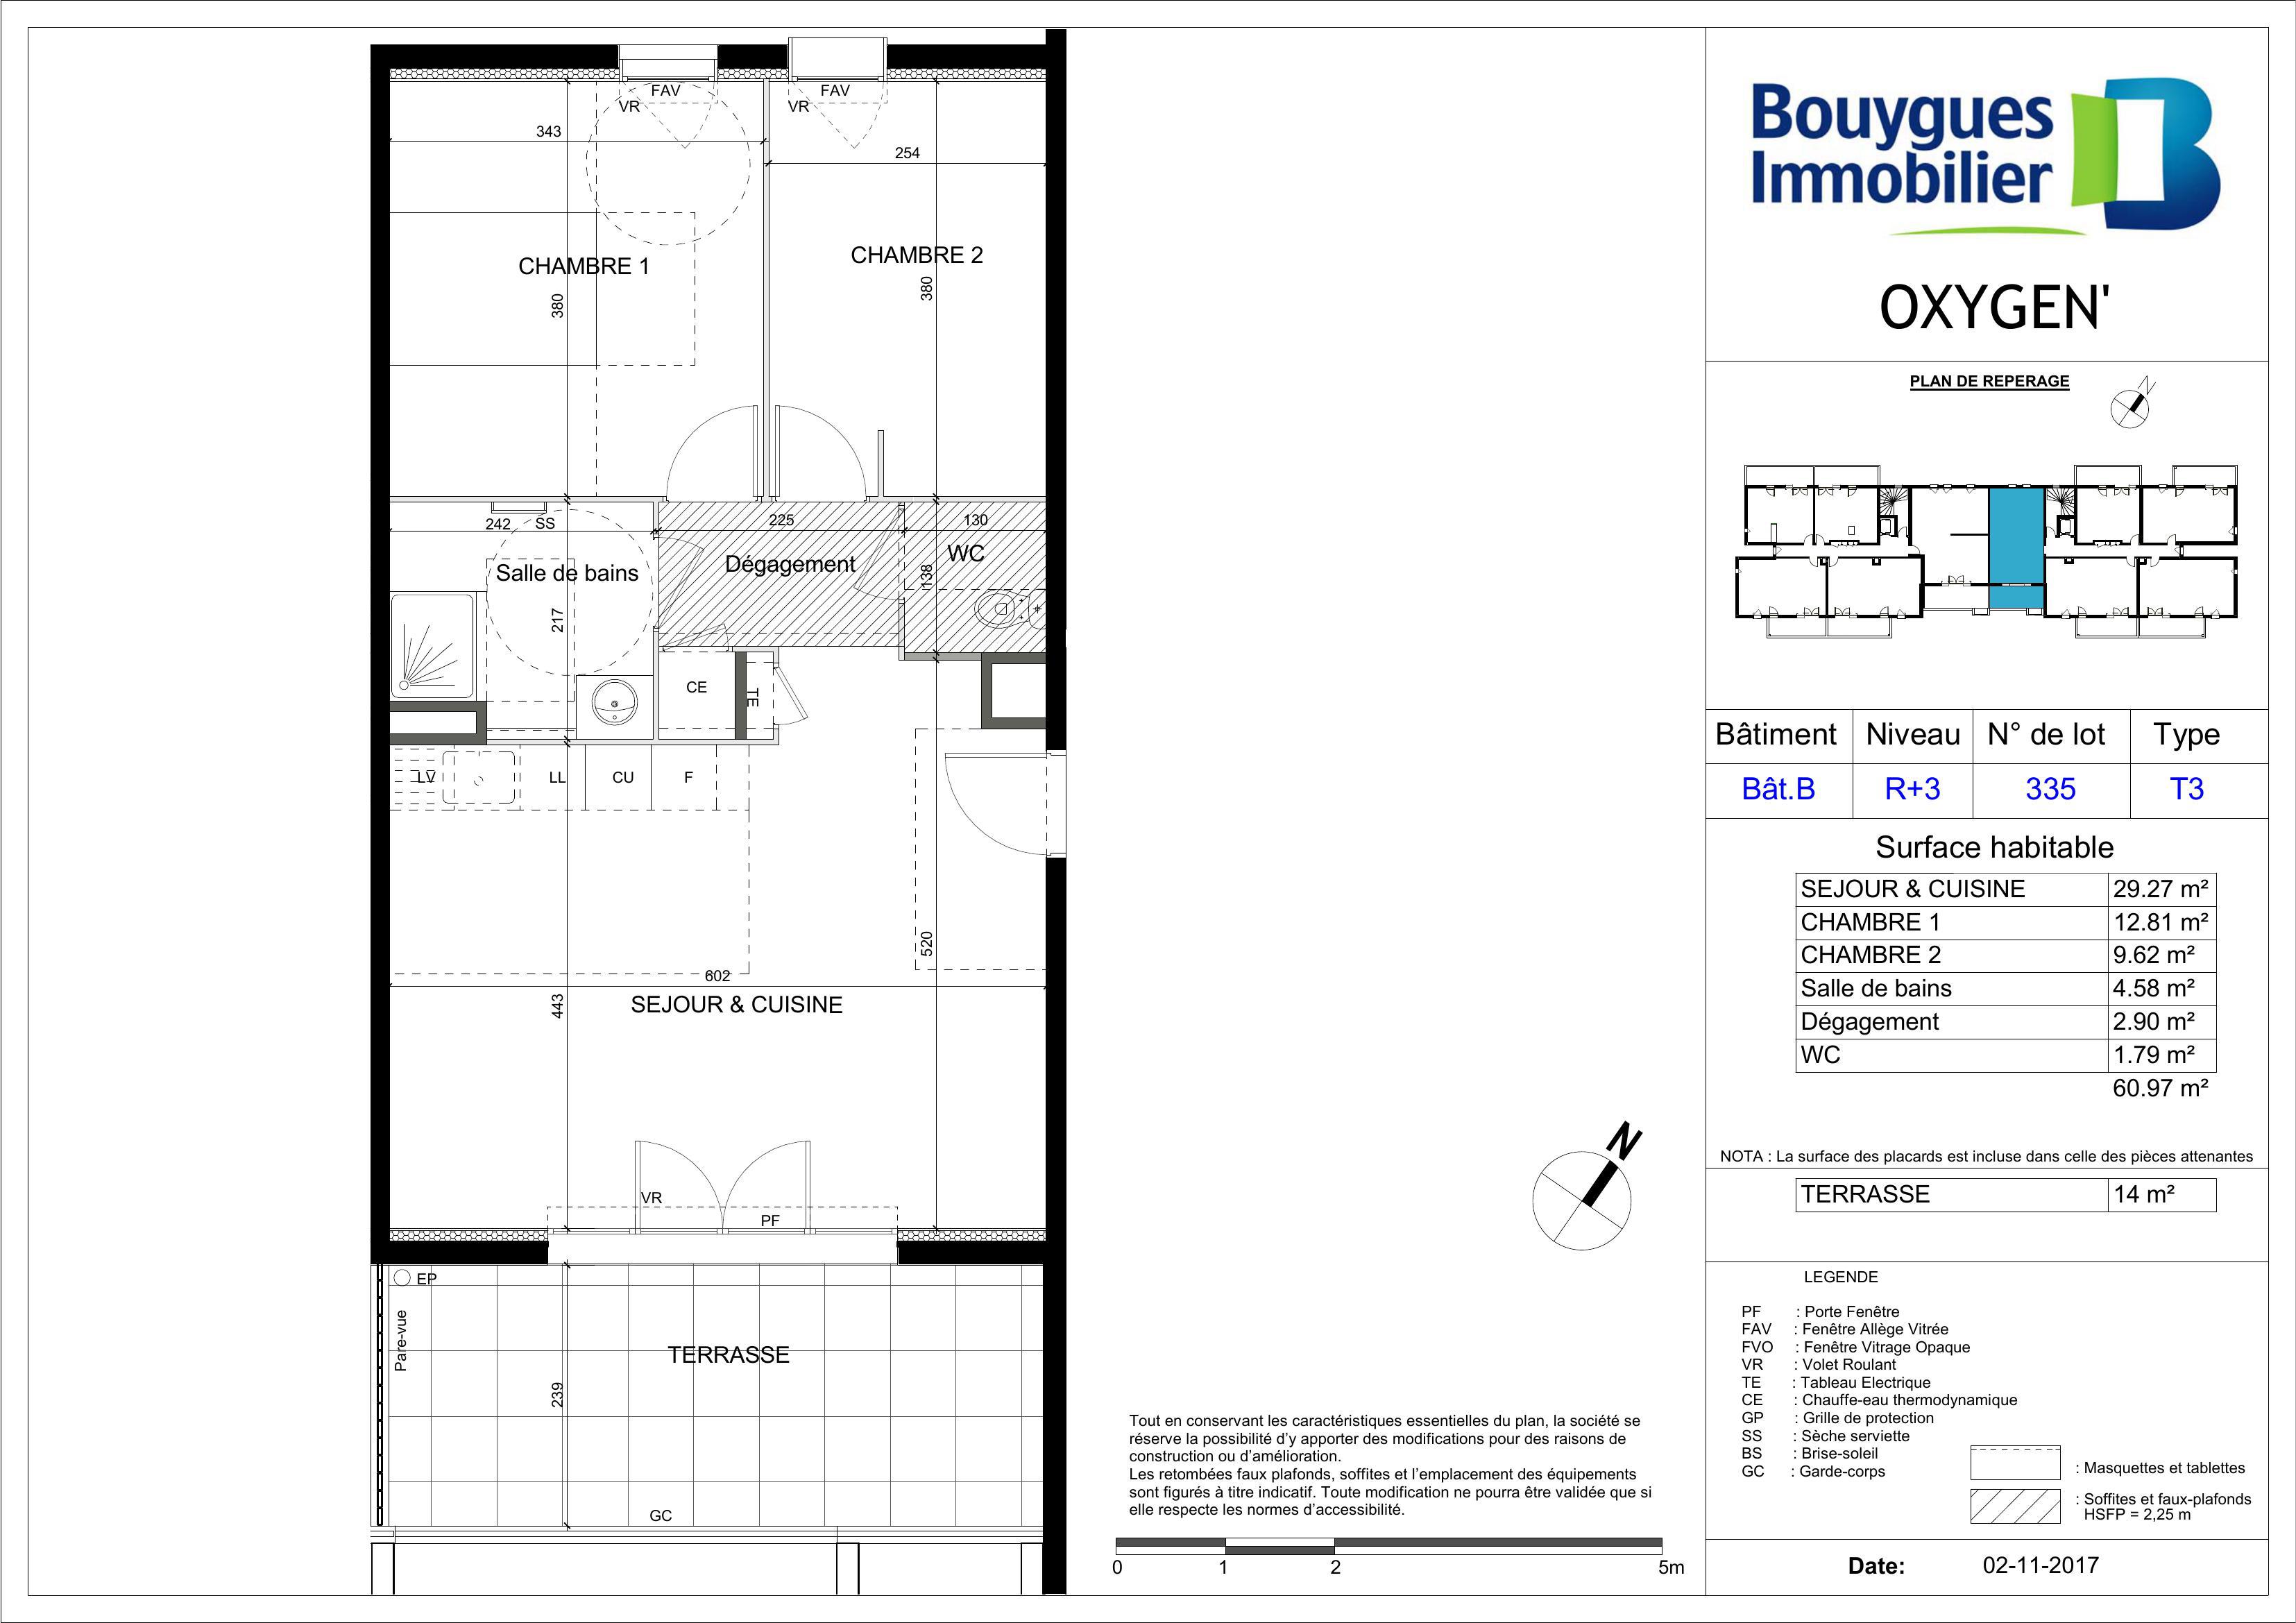 FAV
VR
FAV
VR
343
254
CHAMBRE 1
CHAMBRE 2
380
380
242
SS
225
130
Salle de bains
Dégagement
WC
138
217
CE
TE
LV
LL
CU
F
520
602
443
SEJOUR & CUISINE
VR
PF
EP
Pare-vue
TERRASSE
239
GC
N
Tout en conservant les caractéristiques essentielles du plan, la société se
réserve la possibilité d'y apporter des modifications pour des raisons de
construction ou d'amélioration.
Les retombées faux plafonds, soffites et l'emplacement des équipements
sont figurés à titre indicatif. Toute modification ne pourra être validée que si
elle respecte les normes d'accessibilité.
0 1 2 5m
Bouygues
Immobilier
OXYGEN'
PLAN DE REPERAGE
N
Bâtiment Niveau N° de lot Type
Bât.B R+3 335 T3
Surface habitable
SEJOUR & CUISINE 29.27 m²
CHAMBRE 1 12.81 m²
CHAMBRE 2 9.62 m²
Salle de bains 4.58 m²
Dégagement 2.90 m²
WC 1.79 m²
60.97 m²
NOTA : La surface des placards est incluse dans celle des pièces attenantes
TERRASSE 14 m²
LEGENDE
PF : Porte Fenêtre
FAV : Fenêtre Allège Vitrée
FVO : Fenêtre Vitrage Opaque
VR : Volet Roulant
TE : Tableau Electrique
CE : Chauffe-eau thermodynamique
GP : Grille de protection
SS : Sèche serviette
BS : Brise-soleil
GC : Garde-corps
: Masquettes et tablettes
: Soffites et faux-plafonds
HSFP = 2,25 m
Date: 02-11-2017